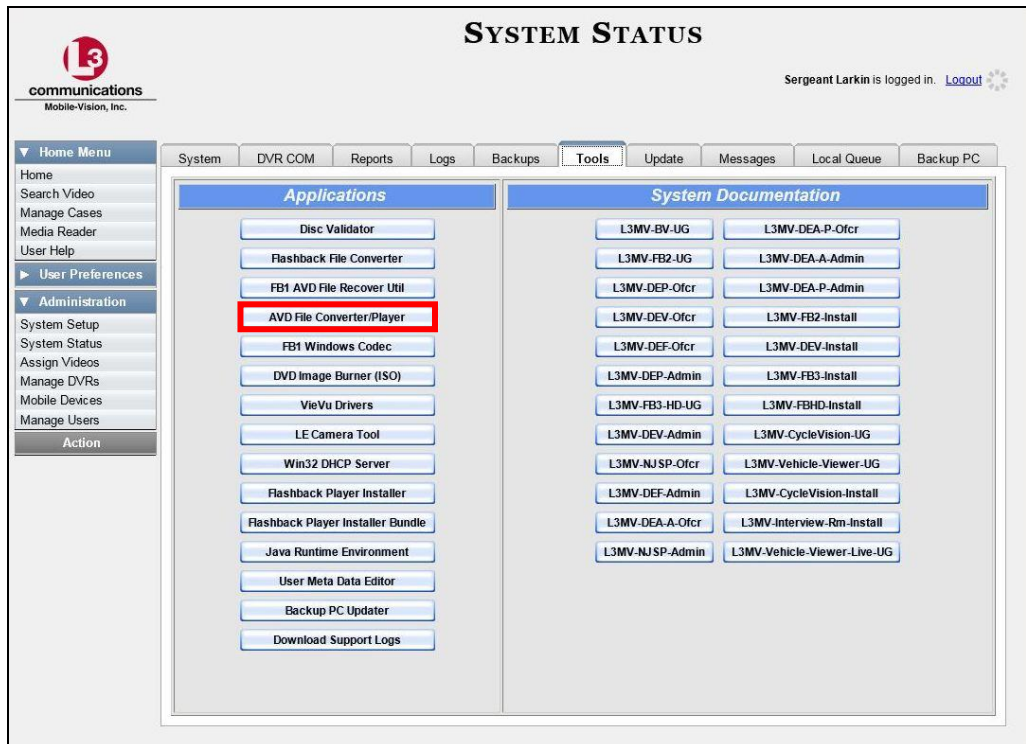 SYSTEM STATUS
L3
communications
Mobile-Vision, Inc.
Sergeant Larkin is logged in. Logout
▼ Home Menu
Home
Search Video
Manage Cases
Media Reader
User Help
► User Preferences
▼ Administration
System Setup
System Status
Assign Videos
Manage DVRs
Mobile Devices
Manage Users
Action
System DVR COM Reports Logs Backups Tools Update Messages Local Queue Backup PC
Applications
Disc Validator
Flashback File Converter
FB1 AVD File Recover Util
AVD File Converter/Player
FB1 Windows Codec
DVD Image Burner (ISO)
VieVu Drivers
LE Camera Tool
Win32 DHCP Server
Flashback Player Installer
Flashback Player Installer Bundle
Java Runtime Environment
User Meta Data Editor
Backup PC Updater
Download Support Logs
System Documentation
L3MV-BV-UG L3MV-DEA-P-Ofcr
L3MV-FB2-UG L3MV-DEA-A-Admin
L3MV-DEP-Ofcr L3MV-DEA-P-Admin
L3MV-DEV-Ofcr L3MV-FB2-Install
L3MV-DEF-Ofcr L3MV-DEV-Install
L3MV-DEP-Admin L3MV-FB3-Install
L3MV-FB3-HD-UG L3MV-FBHD-Install
L3MV-DEV-Admin L3MV-CycleVision-UG
L3MV-NJSP-Ofcr L3MV-Vehicle-Viewer-UG
L3MV-DEF-Admin L3MV-CycleVision-Install
L3MV-DEA-A-Ofcr L3MV-Interview-Rm-Install
L3MV-NJSP-Admin L3MV-Vehicle-Viewer-Live-UG